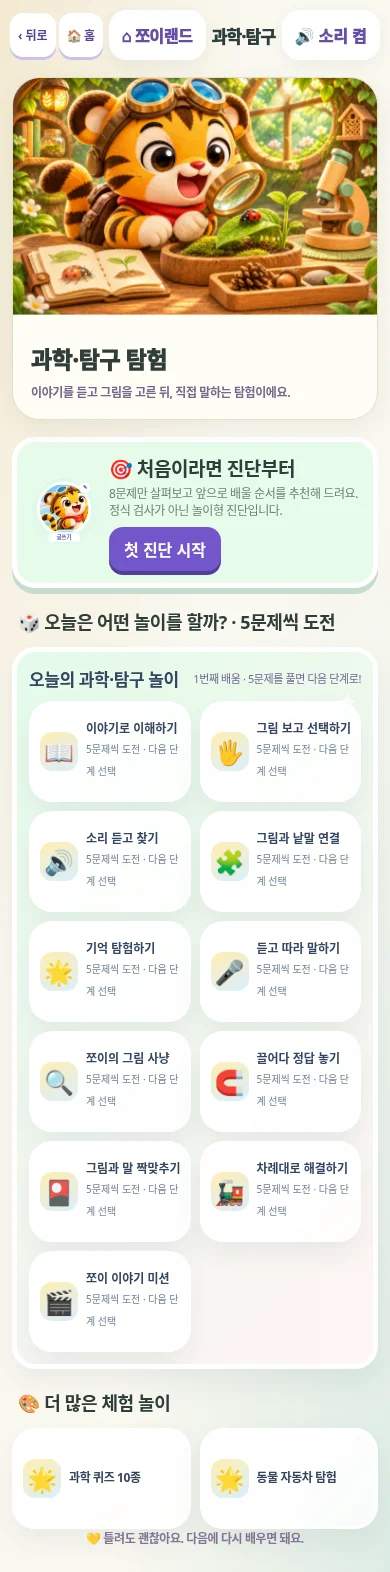 ‹ 뒤로
🏠 홈
⌂ 쪼이랜드
과학·탐구
🔊 소리 켬
과학·탐구 탐험
이야기를 듣고 그림을 고른 뒤, 직접 말하는 탐험이에요.
🎯 처음이라면 진단부터
8문제만 살펴보고 앞으로 배울 순서를 추천해 드려요.
정식 검사가 아닌 놀이형 진단입니다.
글쓰기
첫 진단 시작
🎲 오늘은 어떤 놀이를 할까? · 5문제씩 도전
오늘의 과학·탐구 놀이
1번째 배움 · 5문제를 풀면 다음 단계로!
이야기로 이해하기
5문제씩 도전 · 다음 단
계 선택
그림 보고 선택하기
5문제씩 도전 · 다음 단
계 선택
소리 듣고 찾기
5문제씩 도전 · 다음 단
계 선택
그림과 낱말 연결
5문제씩 도전 · 다음 단
계 선택
기억 탐험하기
5문제씩 도전 · 다음 단
계 선택
듣고 따라 말하기
5문제씩 도전 · 다음 단
계 선택
쪼이의 그림 사냥
5문제씩 도전 · 다음 단
계 선택
끌어다 정답 놓기
5문제씩 도전 · 다음 단
계 선택
그림과 말 짝맞추기
5문제씩 도전 · 다음 단
계 선택
차례대로 해결하기
5문제씩 도전 · 다음 단
계 선택
쪼이 이야기 미션
5문제씩 도전 · 다음 단
계 선택
🎨 더 많은 체험 놀이
과학 퀴즈 10종
동물 자동차 탐험
💛 틀려도 괜찮아요. 다음에 다시 배우면 돼요.